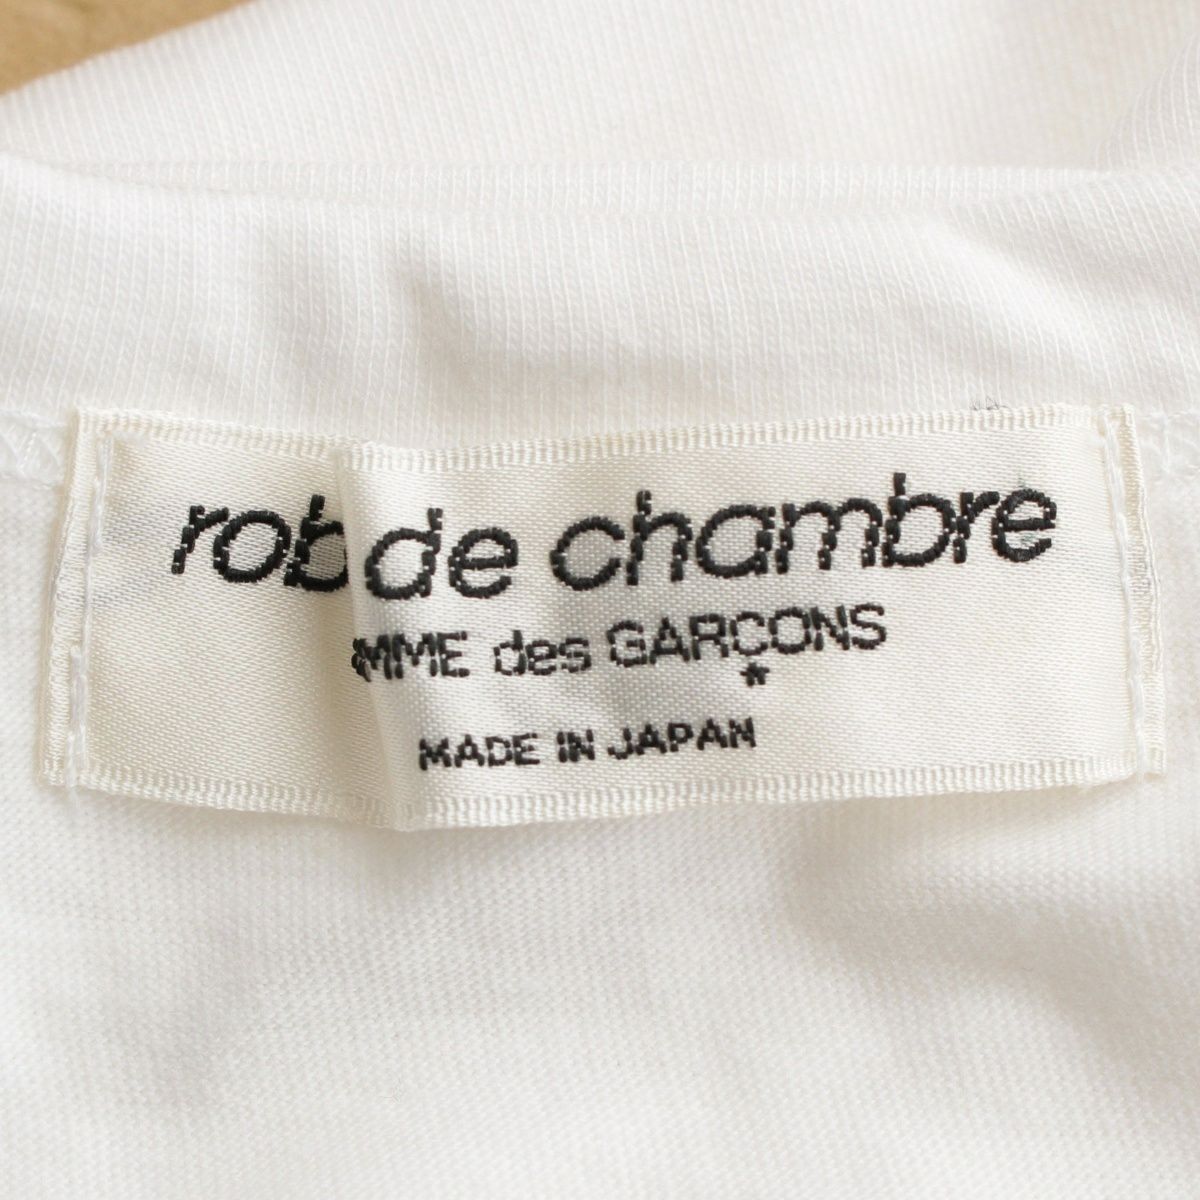 rob de chambre
MME des GARÇONS
*
MADE IN JAPAN